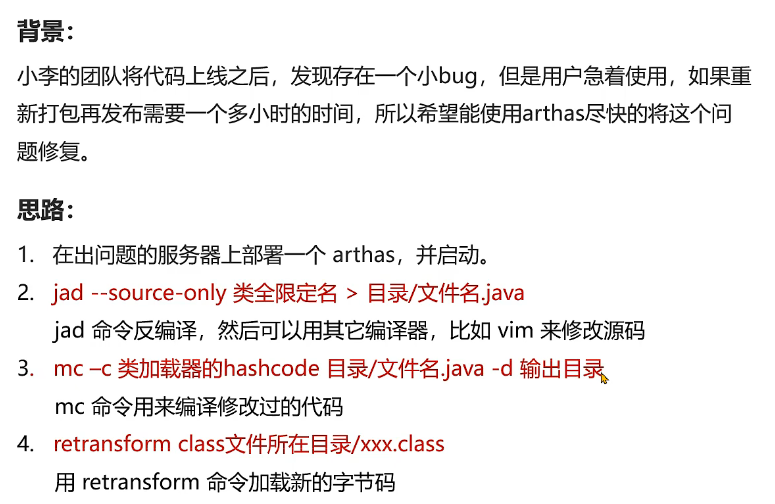 背景：
小李的团队将代码上线之后，发现存在一个小bug，但是用户急着使用，如果重
新打包再发布需要一个多小时的时间，所以希望能使用arthas尽快的将这个问
题修复。
思路：
1. 在出问题的服务器上部署一个 arthas，并启动。
2. jad --source-only 类全限定名 > 目录/文件名.java
jad 命令反编译，然后可以用其它编译器，比如 vim 来修改源码
3. mc –c 类加载器的hashcode 目录/文件名.java -d 输出目录
mc 命令用来编译修改过的代码
4. retransform class文件所在目录/xxx.class
用 retransform 命令加载新的字节码